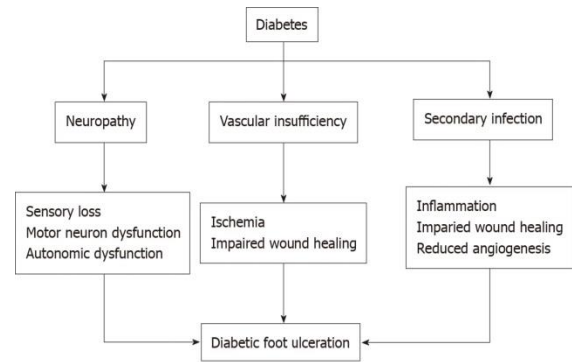 Diabetes
Neuropathy
Vascular insufficiency
Secondary infection
Sensory loss
Motor neuron dysfunction
Autonomic dysfunction
Ischemia
Impaired wound healing
Inflammation
Imparied wound healing
Reduced angiogenesis
Diabetic foot ulceration